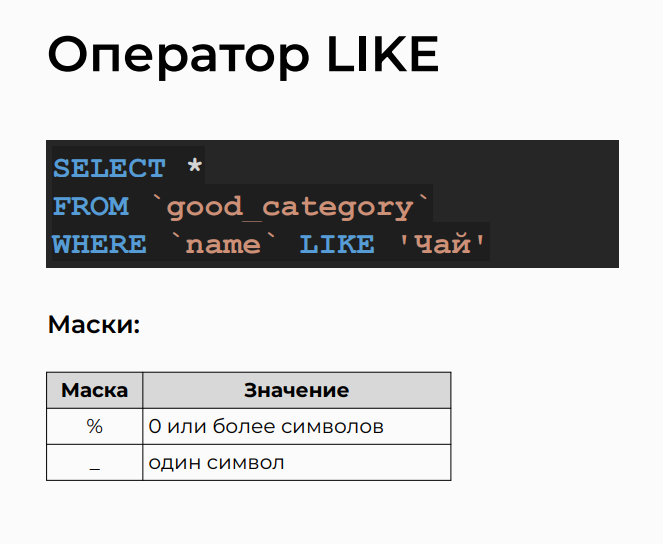 Оператор LIKE
SELECT *
FROM `good_category`
WHERE `name` LIKE 'Чай'
Маски:
Маска Значение
% 0 или более символов
_ один символ